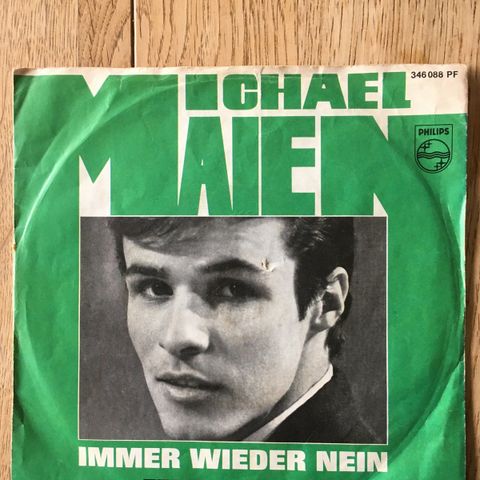 346 088 PF
MICHAEL
MAIEN
PHILIPS
IMMER WIEDER NEIN